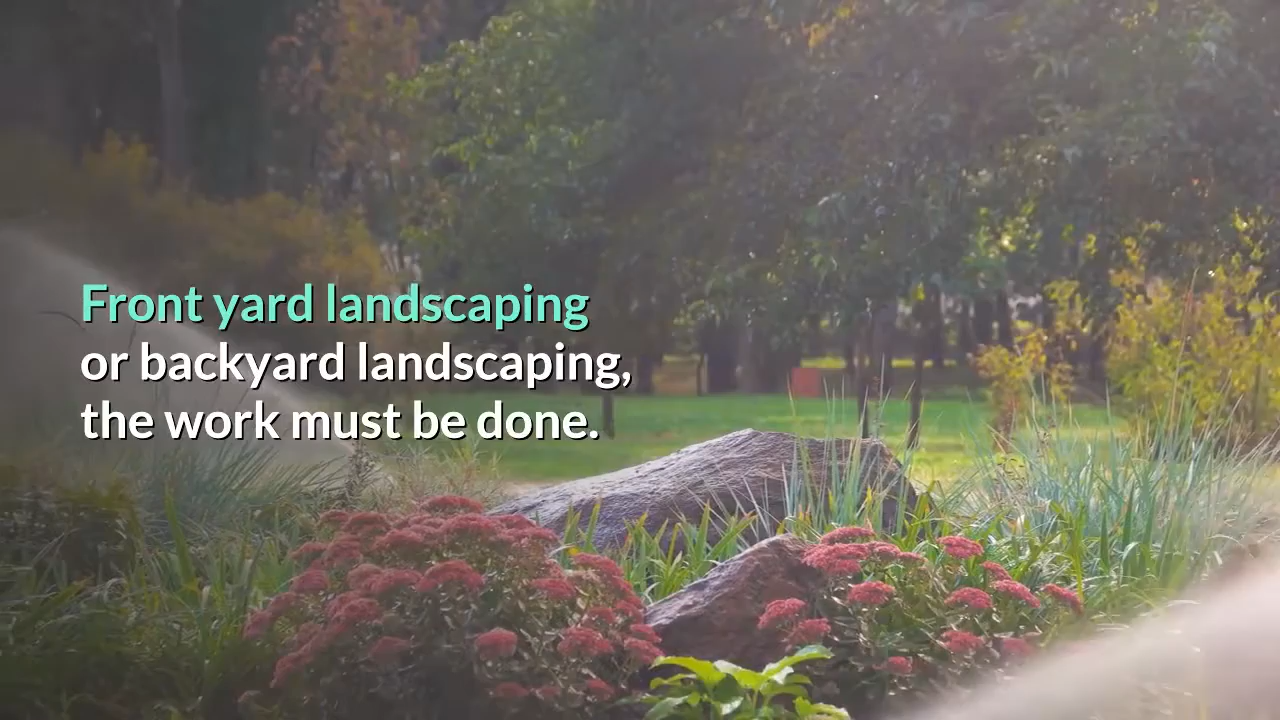 Front yard landscaping
or backyard landscaping,
the work must be done.